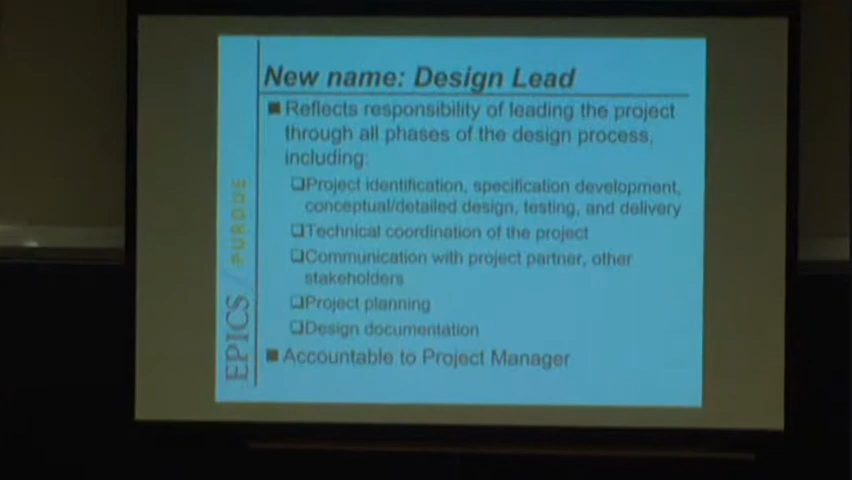 New name: Design Lead
■ Reflects responsibility of leading the project
through all phases of the design process,
including:
❑Project identification, specification development,
conceptual/detailed design, testing, and delivery
❑Technical coordination of the project
❑Communication with project partner, other
stakeholders
❑Project planning
❑Design documentation
■ Accountable to Project Manager
EPICS / PURDUE